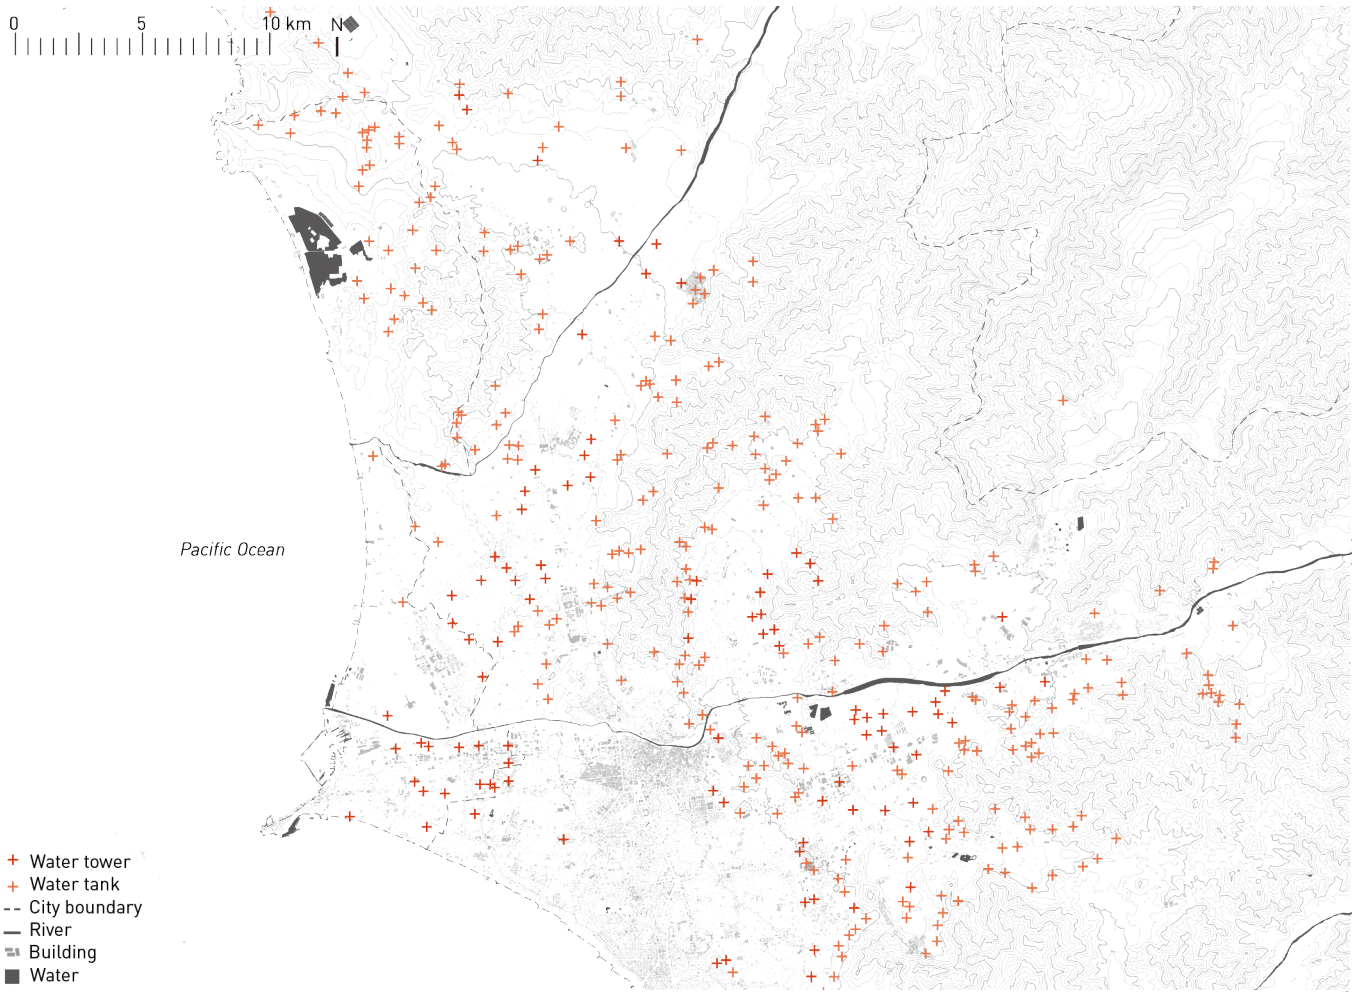 0 5 10 km N
Pacific Ocean
Water tower
Water tank
City boundary
River
Building
Water